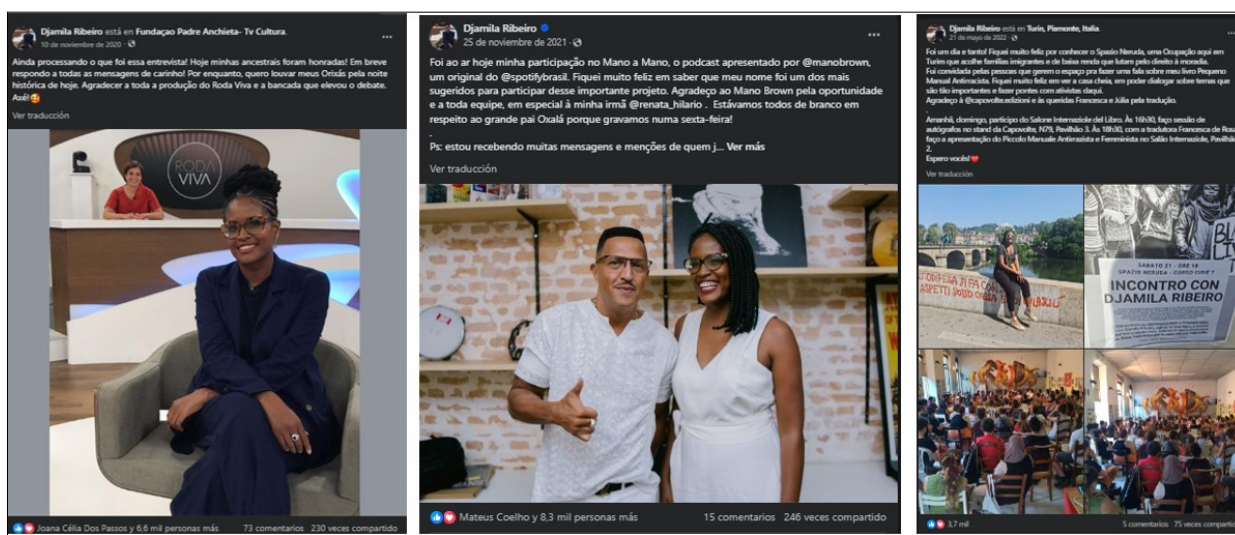 Djamila Ribeiro está en Fundaçao Padre Anchieta- Tv Cultura.
10 de noviembre de 2020 ·
Ainda processando o que foi essa entrevista! Hoje minhas ancestrais foram honradas! Em breve
respondo a todas as mensagens de carinho! Por enquanto, quero louvar meus Orixás pela noite
histórica de hoje. Agradecer a toda a produção do Roda Viva e a bancada que elevou o debate.
Axé!
Ver traducción
RODA
VIVA
Joana Célia Dos Passos y 6,6 mil personas más 73 comentarios 230 veces compartido
Djamila Ribeiro
25 de noviembre de 2021 ·
Foi ao ar hoje minha participação no Mano a Mano, o podcast apresentado por @manobrown,
um original do @spotifybrasil. Fiquei muito feliz em saber que meu nome foi um dos mais
sugeridos para participar desse importante projeto. Agradeço ao Mano Brown pela oportunidade
e a toda equipe, em especial à minha irmã @renata_hilario . Estávamos todos de branco em
respeito ao grande pai Oxalá porque gravamos numa sexta-feira!
.
Ps: estou recebendo muitas mensagens e menções de quem j... Ver más
Ver traducción
Mateus Coelho y 8,3 mil personas más 15 comentarios 246 veces compartido
Djamila Ribeiro está en Turín, Piamonte, Italia.
21 de mayo de 2022 ·
Foi um dia e tanto! Fiquei muito feliz por conhecer o Spazio Neruda, uma Ocupação aqui em
Turim que acolhe famílias imigrantes e de baixa renda que lutam pelo direito à moradia.
Fui convidada pelas pessoas que gerem o espaço pra fazer uma fala sobre meu livro Pequeno
Manual Antirracista. Fiquei muito feliz em ver a casa cheia, em poder dialogar sobre temas que
são tão importantes e fazer pontes com ativistas daqui.
Agradeço à @capovolte.edizioni e às queridas Francesca e Júlia pela tradução.
.
Amanhã, domingo, participo do Salone Internaziole del Libro. Às 16h30, faço sessão de
autógrafos no stand da Capovolte, N79, Pavilhão 3. Às 18h30, com a tradutora Francesca de Rosa
faço a apresentação do Piccolo Manuale Antirrazista e Femminista no Salão Internaziole, Pavilhão
2.
Espero vocês!
Ver traducción
SABATO 21 - ORE 18
SPAZIO NERUDA - CORSO CIRIÈ 7
INCONTRO CON
DJAMILA RIBEIRO
3,7 mil 5 comentarios 75 veces compartido